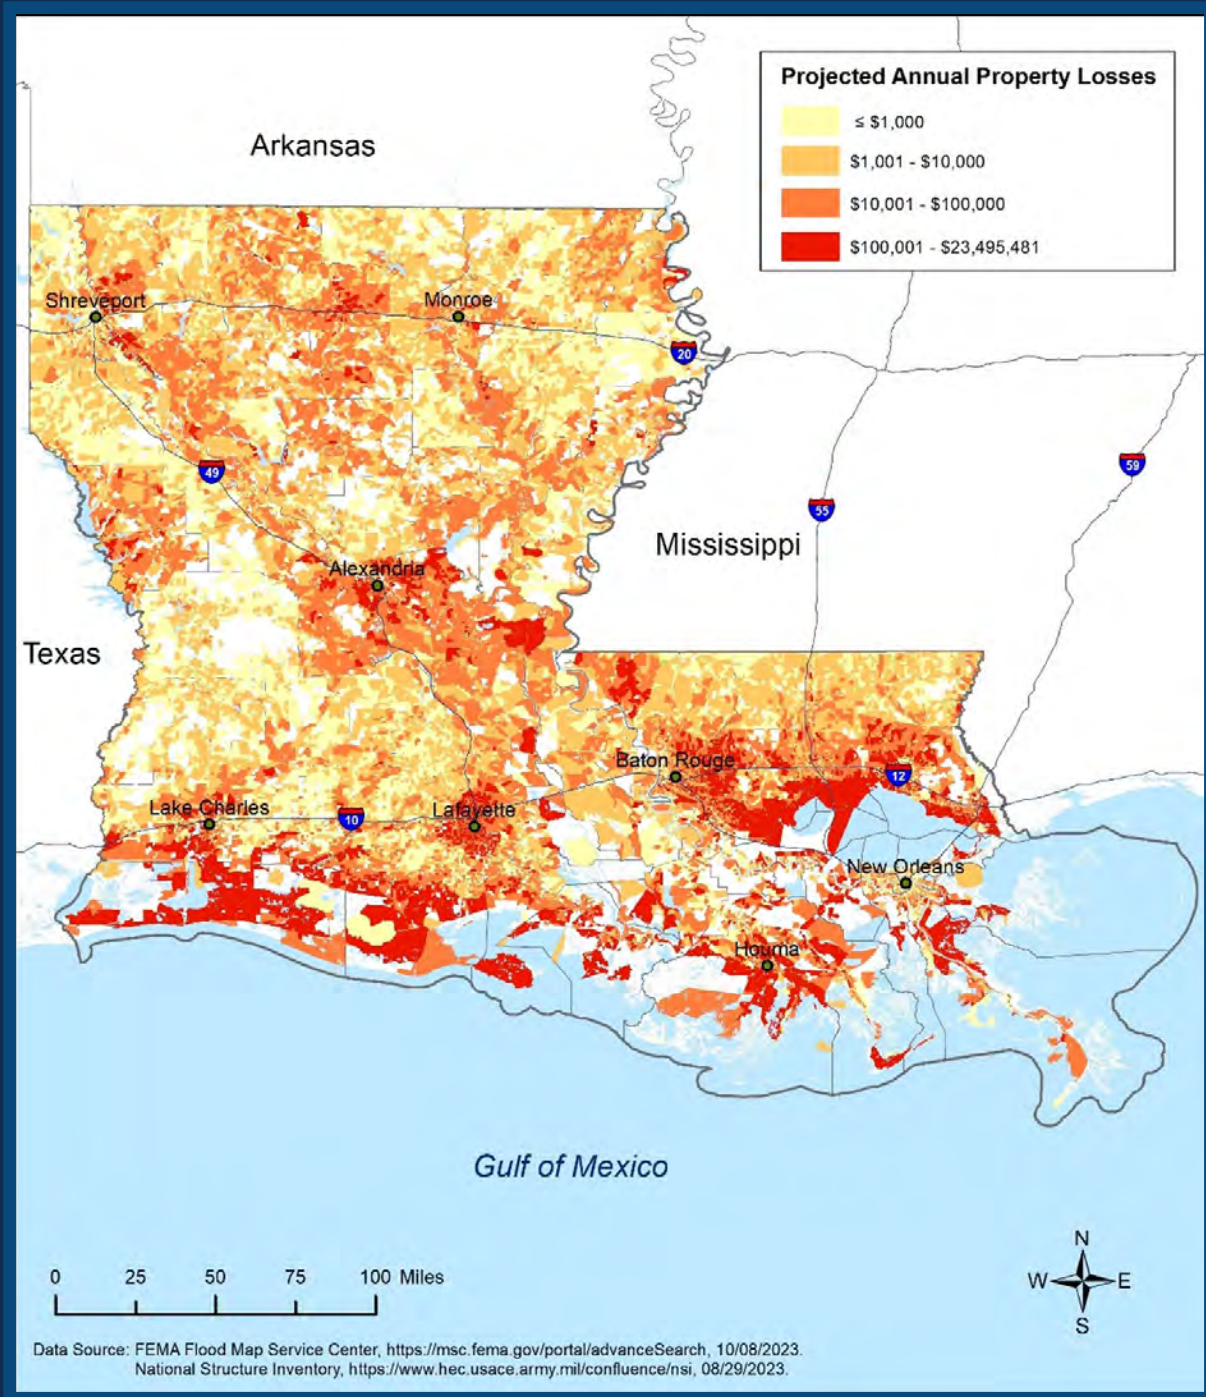 Projected Annual Property Losses
≤ $1,000
$1,001 - $10,000
$10,001 - $100,000
$100,001 - $23,495,481
Arkansas
Shreveport
Monroe
20
49
59
55
Mississippi
Alexandria
Texas
Baton Rouge
12
Lake Charles
10
Lafayette
New Orleans
Houma
Gulf of Mexico
N
W E
S
0 25 50 75 100 Miles
Data Source: FEMA Flood Map Service Center, https://msc.fema.gov/portal/advanceSearch, 10/08/2023.
National Structure Inventory, https://www.hec.usace.army.mil/confluence/nsi, 08/29/2023.